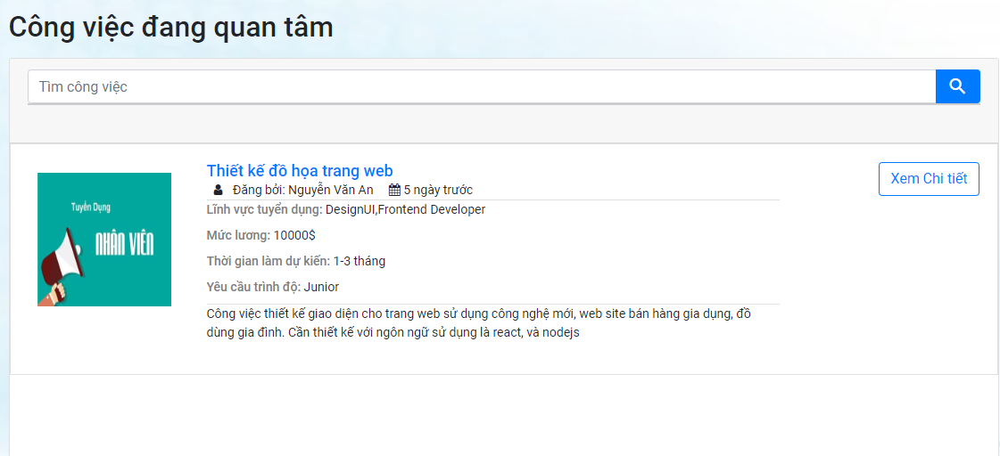 Công việc đang quan tâm
Tìm công việc
Thiết kế đồ họa trang web
Xem Chi tiết
Đăng bởi: Nguyễn Văn An 5 ngày trước
Tuyển Dụng
NHÂN VIÊN
Lĩnh vực tuyển dụng: DesignUI,Frontend Developer
Mức lương: 10000$
Thời gian làm dự kiến: 1-3 tháng
Yêu cầu trình độ: Junior
Công việc thiết kế giao diện cho trang web sử dụng công nghệ mới, web site bán hàng gia dụng, đồ
dùng gia đình. Cần thiết kế với ngôn ngữ sử dụng là react, và nodejs